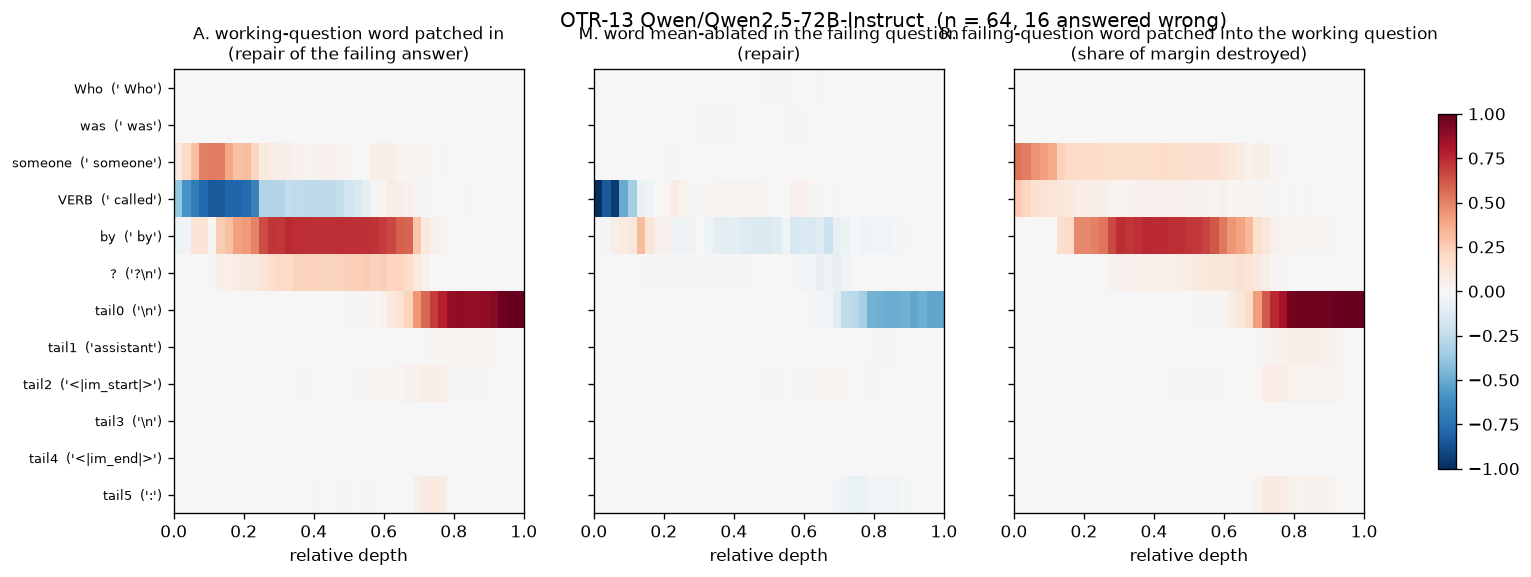 OTR-13 Qwen/Qwen2.5-72B-Instruct  (n = 64, 16 answered wrong)
A. working-question word patched in
(repair of the failing answer)
M. word mean-ablated in the failing question
(repair)
failing-question word patched into the working question
(share of margin destroyed)
Who  (' Who')
was  (' was')
someone  (' someone')
VERB  (' called')
by  (' by')
?  ('?\n')
tail0  ('\n')
tail1  ('assistant')
tail2  ('<|im_start|>')
tail3  ('\n')
tail4  ('<|im_end|>')
tail5  (':')
0.0 0.2 0.4 0.6 0.8 1.0
relative depth
0.0 0.2 0.4 0.6 0.8 1.0
relative depth
0.0 0.2 0.4 0.6 0.8 1.0
relative depth
1.00
0.75
0.50
0.25
0.00
−0.25
−0.50
−0.75
−1.00